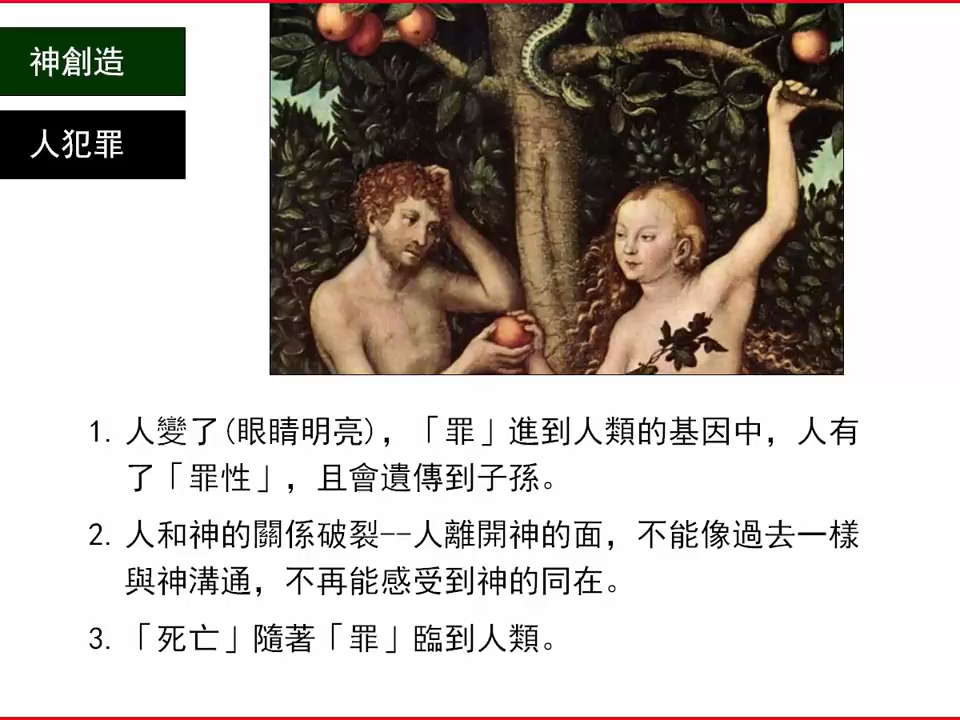 神創造
人犯罪
1. 人變了(眼睛明亮),「罪」進到人類的基因中,人有
了「罪性」,且會遺傳到子孫。
2. 人和神的關係破裂--人離開神的面,不能像過去一樣
與神溝通,不再能感受到神的同在。
3. 「死亡」隨著「罪」臨到人類。